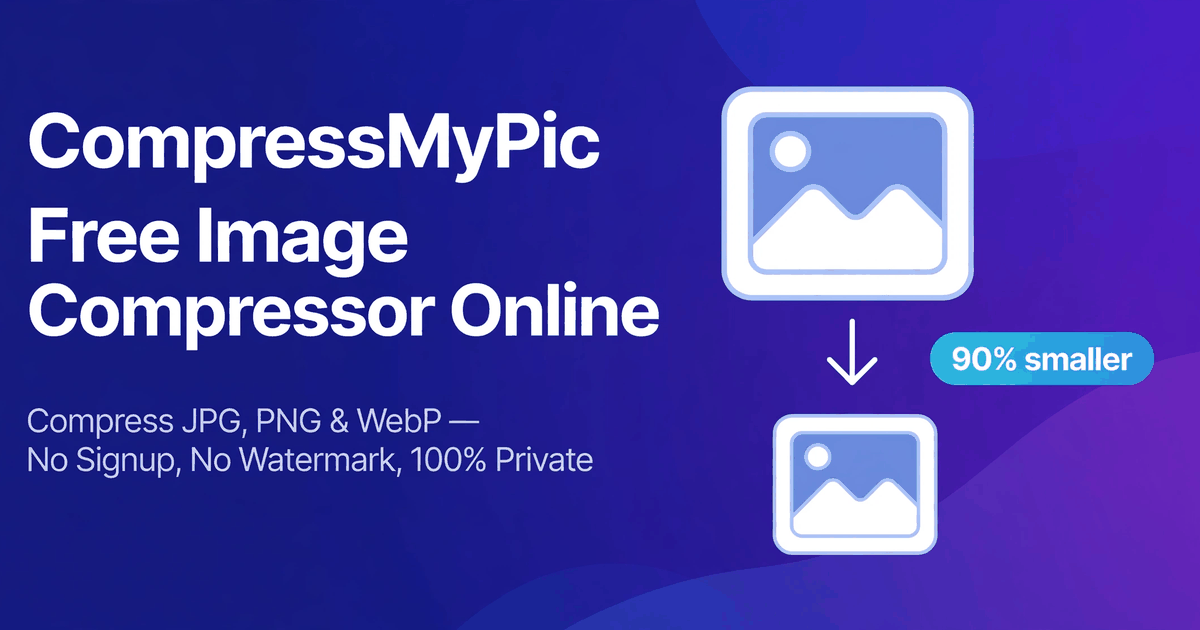 CompressMyPic
Free Image
Compressor Online
Compress JPG, PNG & WebP —
No Signup, No Watermark, 100% Private
90% smaller